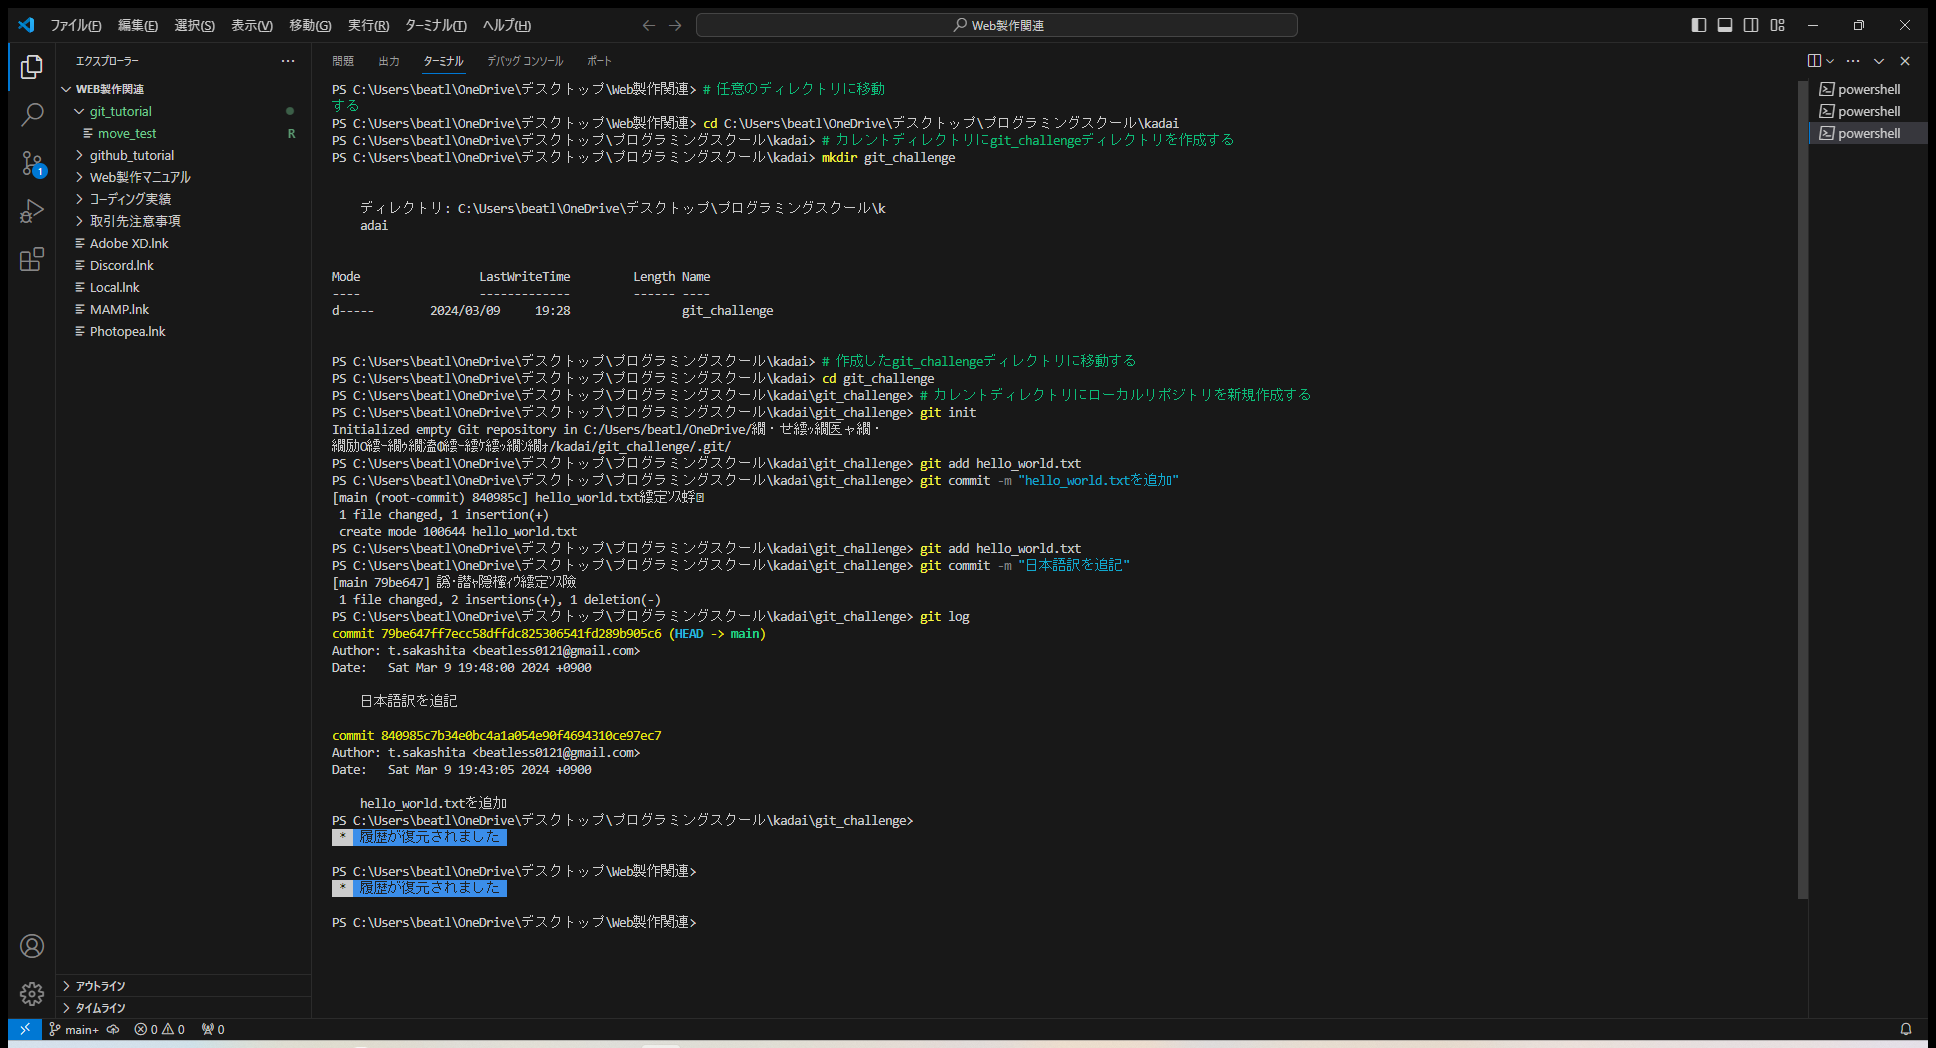 ファイル(F) 編集(E) 選択(S) 表示(V) 移動(G) 実行(R) ターミナル(T) ヘルプ(H)
Web製作関連
エクスプローラー
WEB製作関連
git_tutorial
move_test R
github_tutorial
Web製作マニュアル
コーディング実績
取引先注意事項
Adobe XD.lnk
Discord.lnk
Local.lnk
MAMP.lnk
Photopea.lnk
アウトライン
タイムライン
問題 出力 ターミナル デバッグ コンソール ポート
PS C:\Users\beatl\OneDrive\デスクトップ\Web製作関連> # 任意のディレクトリに移動
する
PS C:\Users\beatl\OneDrive\デスクトップ\Web製作関連> cd C:\Users\beatl\OneDrive\デスクトップ\プログラミングスクール\kadai
PS C:\Users\beatl\OneDrive\デスクトップ\プログラミングスクール\kadai> # カレントディレクトリにgit_challengeディレクトリを作成する
PS C:\Users\beatl\OneDrive\デスクトップ\プログラミングスクール\kadai> mkdir git_challenge
ディレクトリ: C:\Users\beatl\OneDrive\デスクトップ\プログラミングスクール\k
adai
Mode LastWriteTime Length Name
---- ------------- ------ ----
d----- 2024/03/09 19:28 git_challenge
PS C:\Users\beatl\OneDrive\デスクトップ\プログラミングスクール\kadai> # 作成したgit_challengeディレクトリに移動する
PS C:\Users\beatl\OneDrive\デスクトップ\プログラミングスクール\kadai> cd git_challenge
PS C:\Users\beatl\OneDrive\デスクトップ\プログラミングスクール\kadai\git_challenge> # カレントディレクトリにローカルリポジトリを新規作成する
PS C:\Users\beatl\OneDrive\デスクトップ\プログラミングスクール\kadai\git_challenge> git init
Initialized empty Git repository in C:/Users/beatl/OneDrive/
/kadai/git_challenge/.git/
PS C:\Users\beatl\OneDrive\デスクトップ\プログラミングスクール\kadai\git_challenge> git add hello_world.txt
PS C:\Users\beatl\OneDrive\デスクトップ\プログラミングスクール\kadai\git_challenge> git commit -m "hello_world.txtを追加"
[main (root-commit) 840985c] hello_world.txt
1 file changed, 1 insertion(+)
create mode 100644 hello_world.txt
PS C:\Users\beatl\OneDrive\デスクトップ\プログラミングスクール\kadai\git_challenge> git add hello_world.txt
PS C:\Users\beatl\OneDrive\デスクトップ\プログラミングスクール\kadai\git_challenge> git commit -m "日本語訳を追記"
[main 79be647]
1 file changed, 2 insertions(+), 1 deletion(-)
PS C:\Users\beatl\OneDrive\デスクトップ\プログラミングスクール\kadai\git_challenge> git log
commit 79be647ff7ecc58dffdc825306541fd289b905c6 (HEAD -> main)
Author: t.sakashita <beatless0121@gmail.com>
Date: Sat Mar 9 19:48:00 2024 +0900
日本語訳を追記
commit 840985c7b34e0bc4a1a054e90f4694310ce97ec7
Author: t.sakashita <beatless0121@gmail.com>
Date: Sat Mar 9 19:43:05 2024 +0900
hello_world.txtを追加
PS C:\Users\beatl\OneDrive\デスクトップ\プログラミングスクール\kadai\git_challenge>
* 履歴が復元されました
PS C:\Users\beatl\OneDrive\デスクトップ\Web製作関連>
* 履歴が復元されました
PS C:\Users\beatl\OneDrive\デスクトップ\Web製作関連>
powershell
powershell
powershell
1
main+ 0 0 0